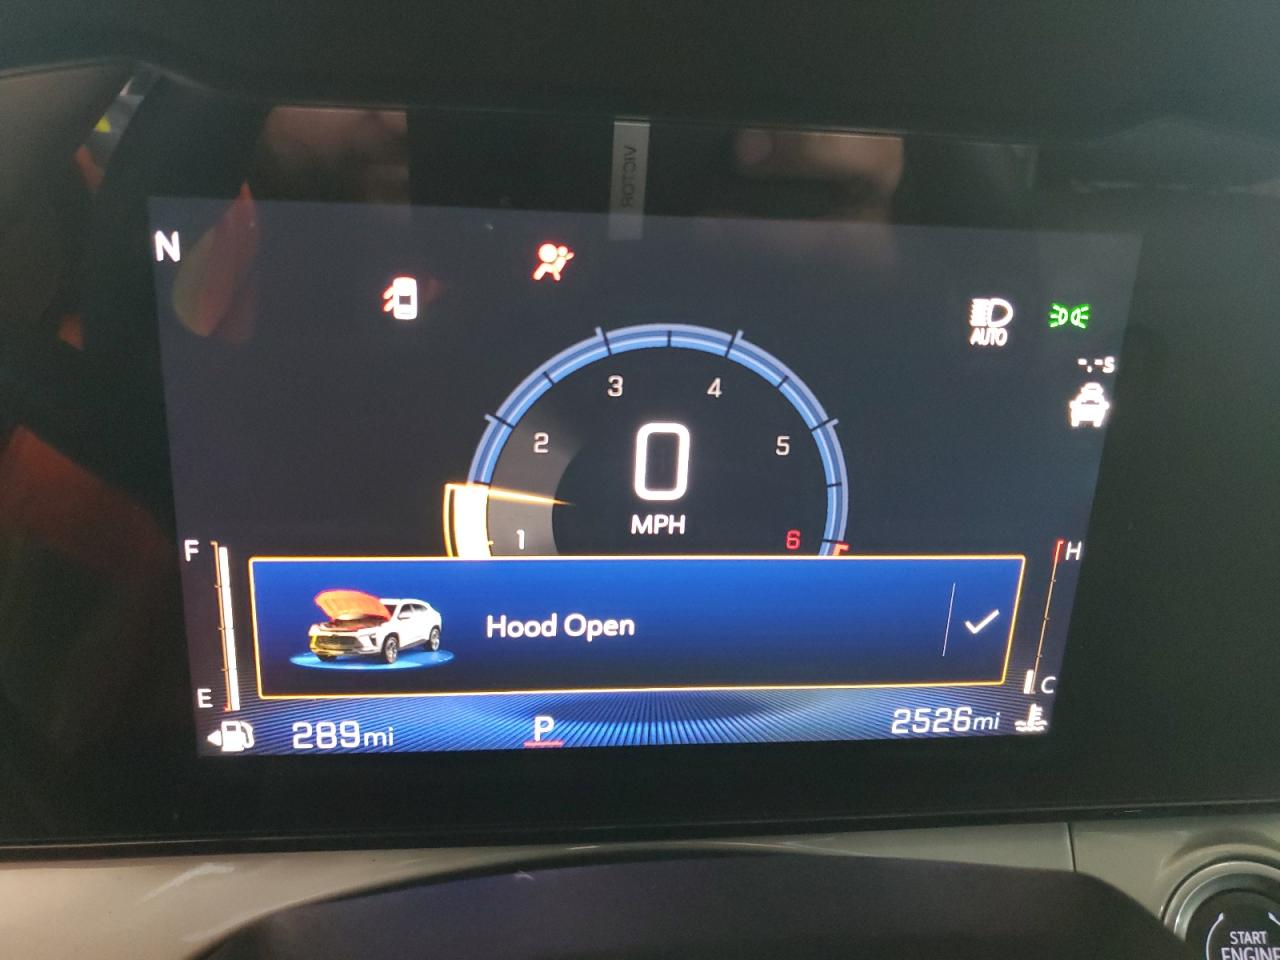 VICTOR
N
AUTO
-.-s
3 4
2 5
0
1 MPH 6
F H
Hood Open
E C
289mi P 2526mi
START
ENGINE